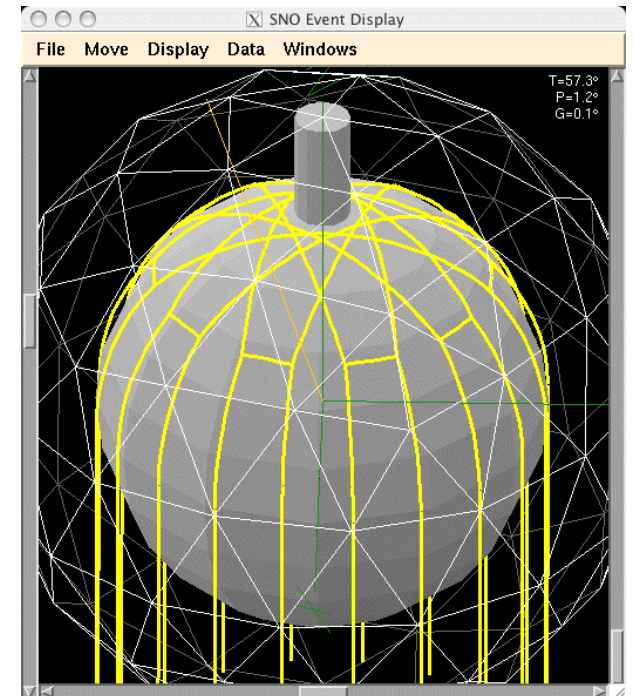 SNO Event Display
File Move Display Data Windows
T=57.3°
P=1.2°
G=0.1°